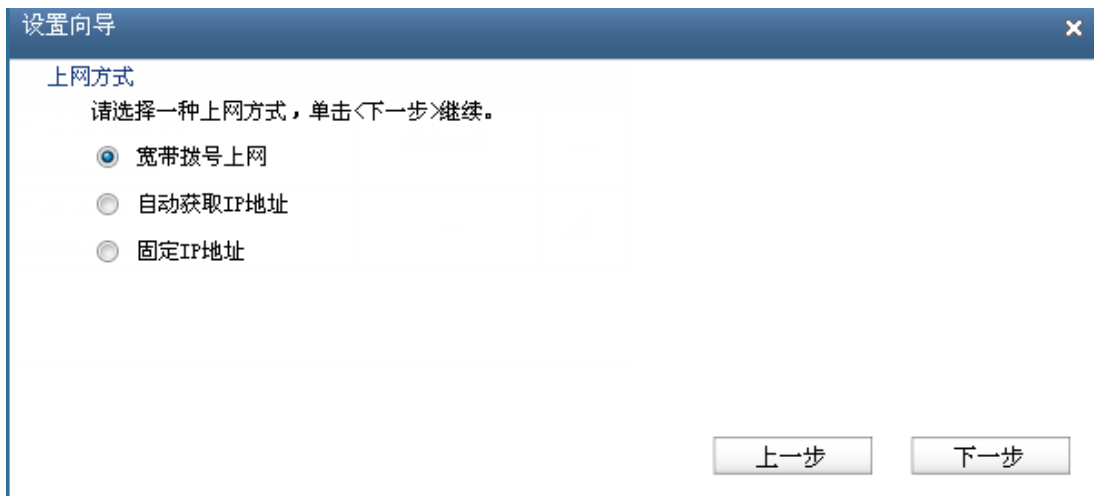 设置向导
上网方式
请选择一种上网方式，单击<下一步>继续。
宽带拨号上网
自动获取IP地址
固定IP地址
上一步
下一步